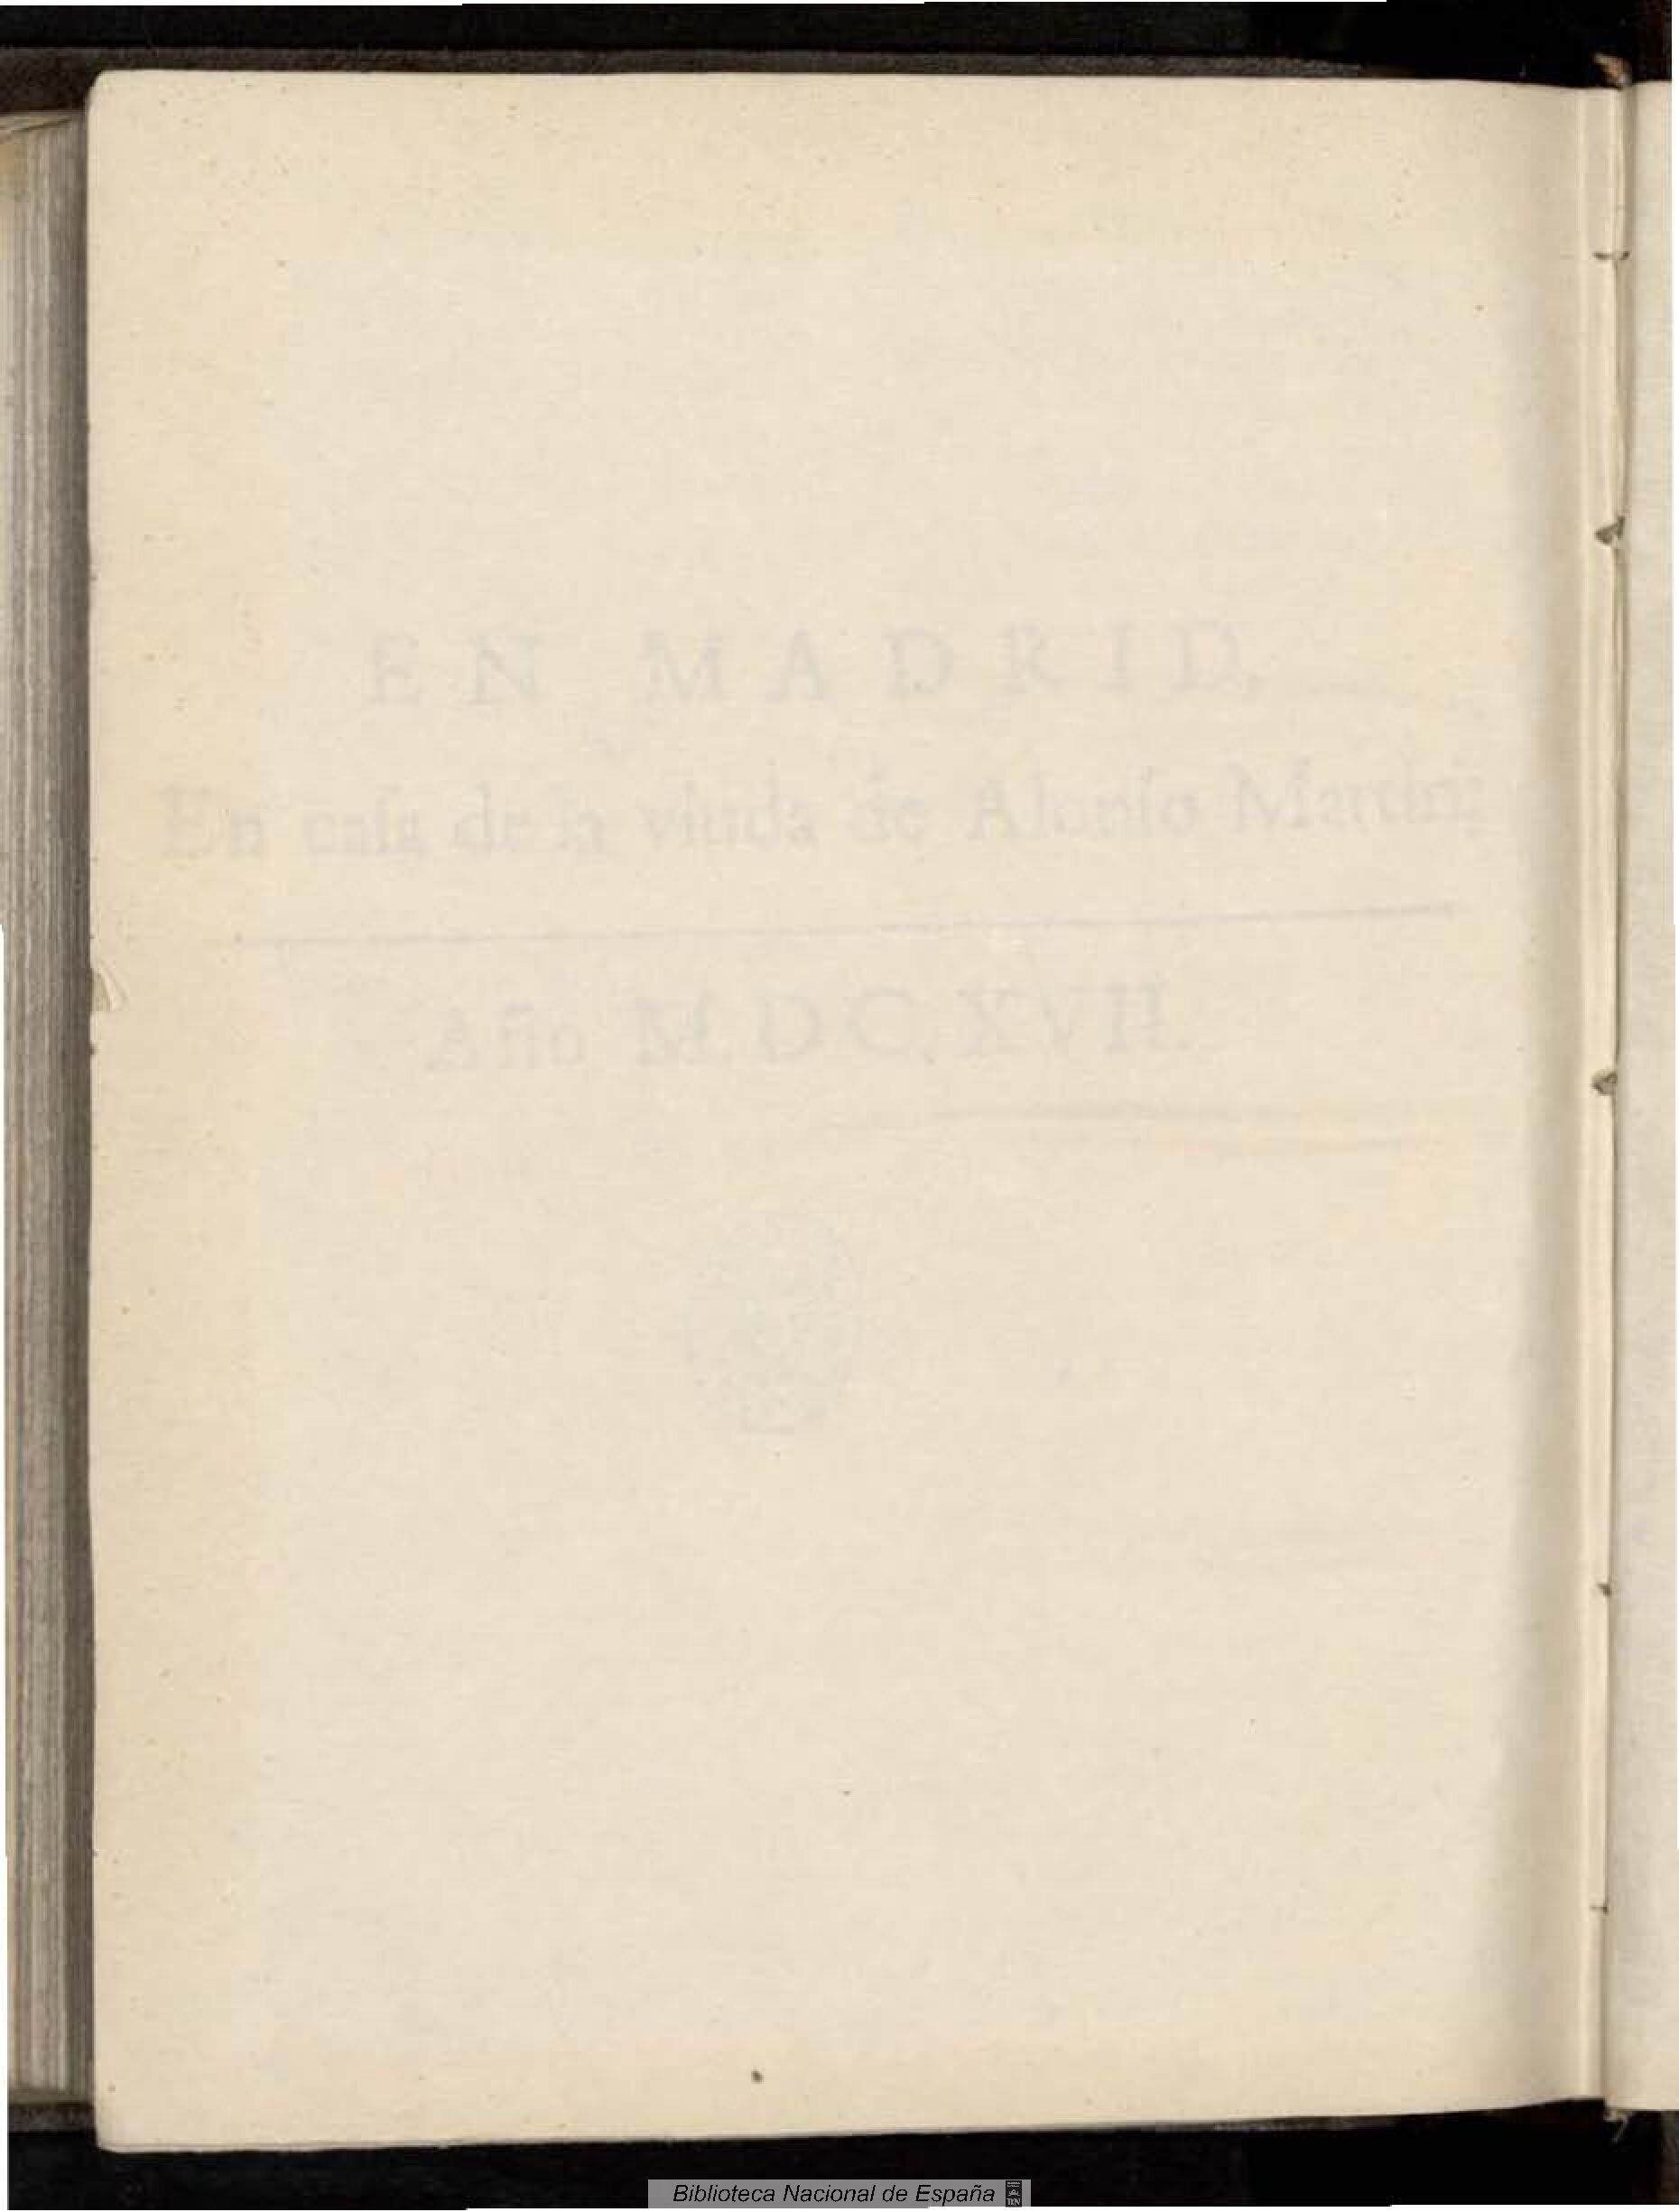 EN MADRID.
En caſa de la viuda de Alonſo Martin.
Año M.DC.XVII.
Biblioteca Nacional de España